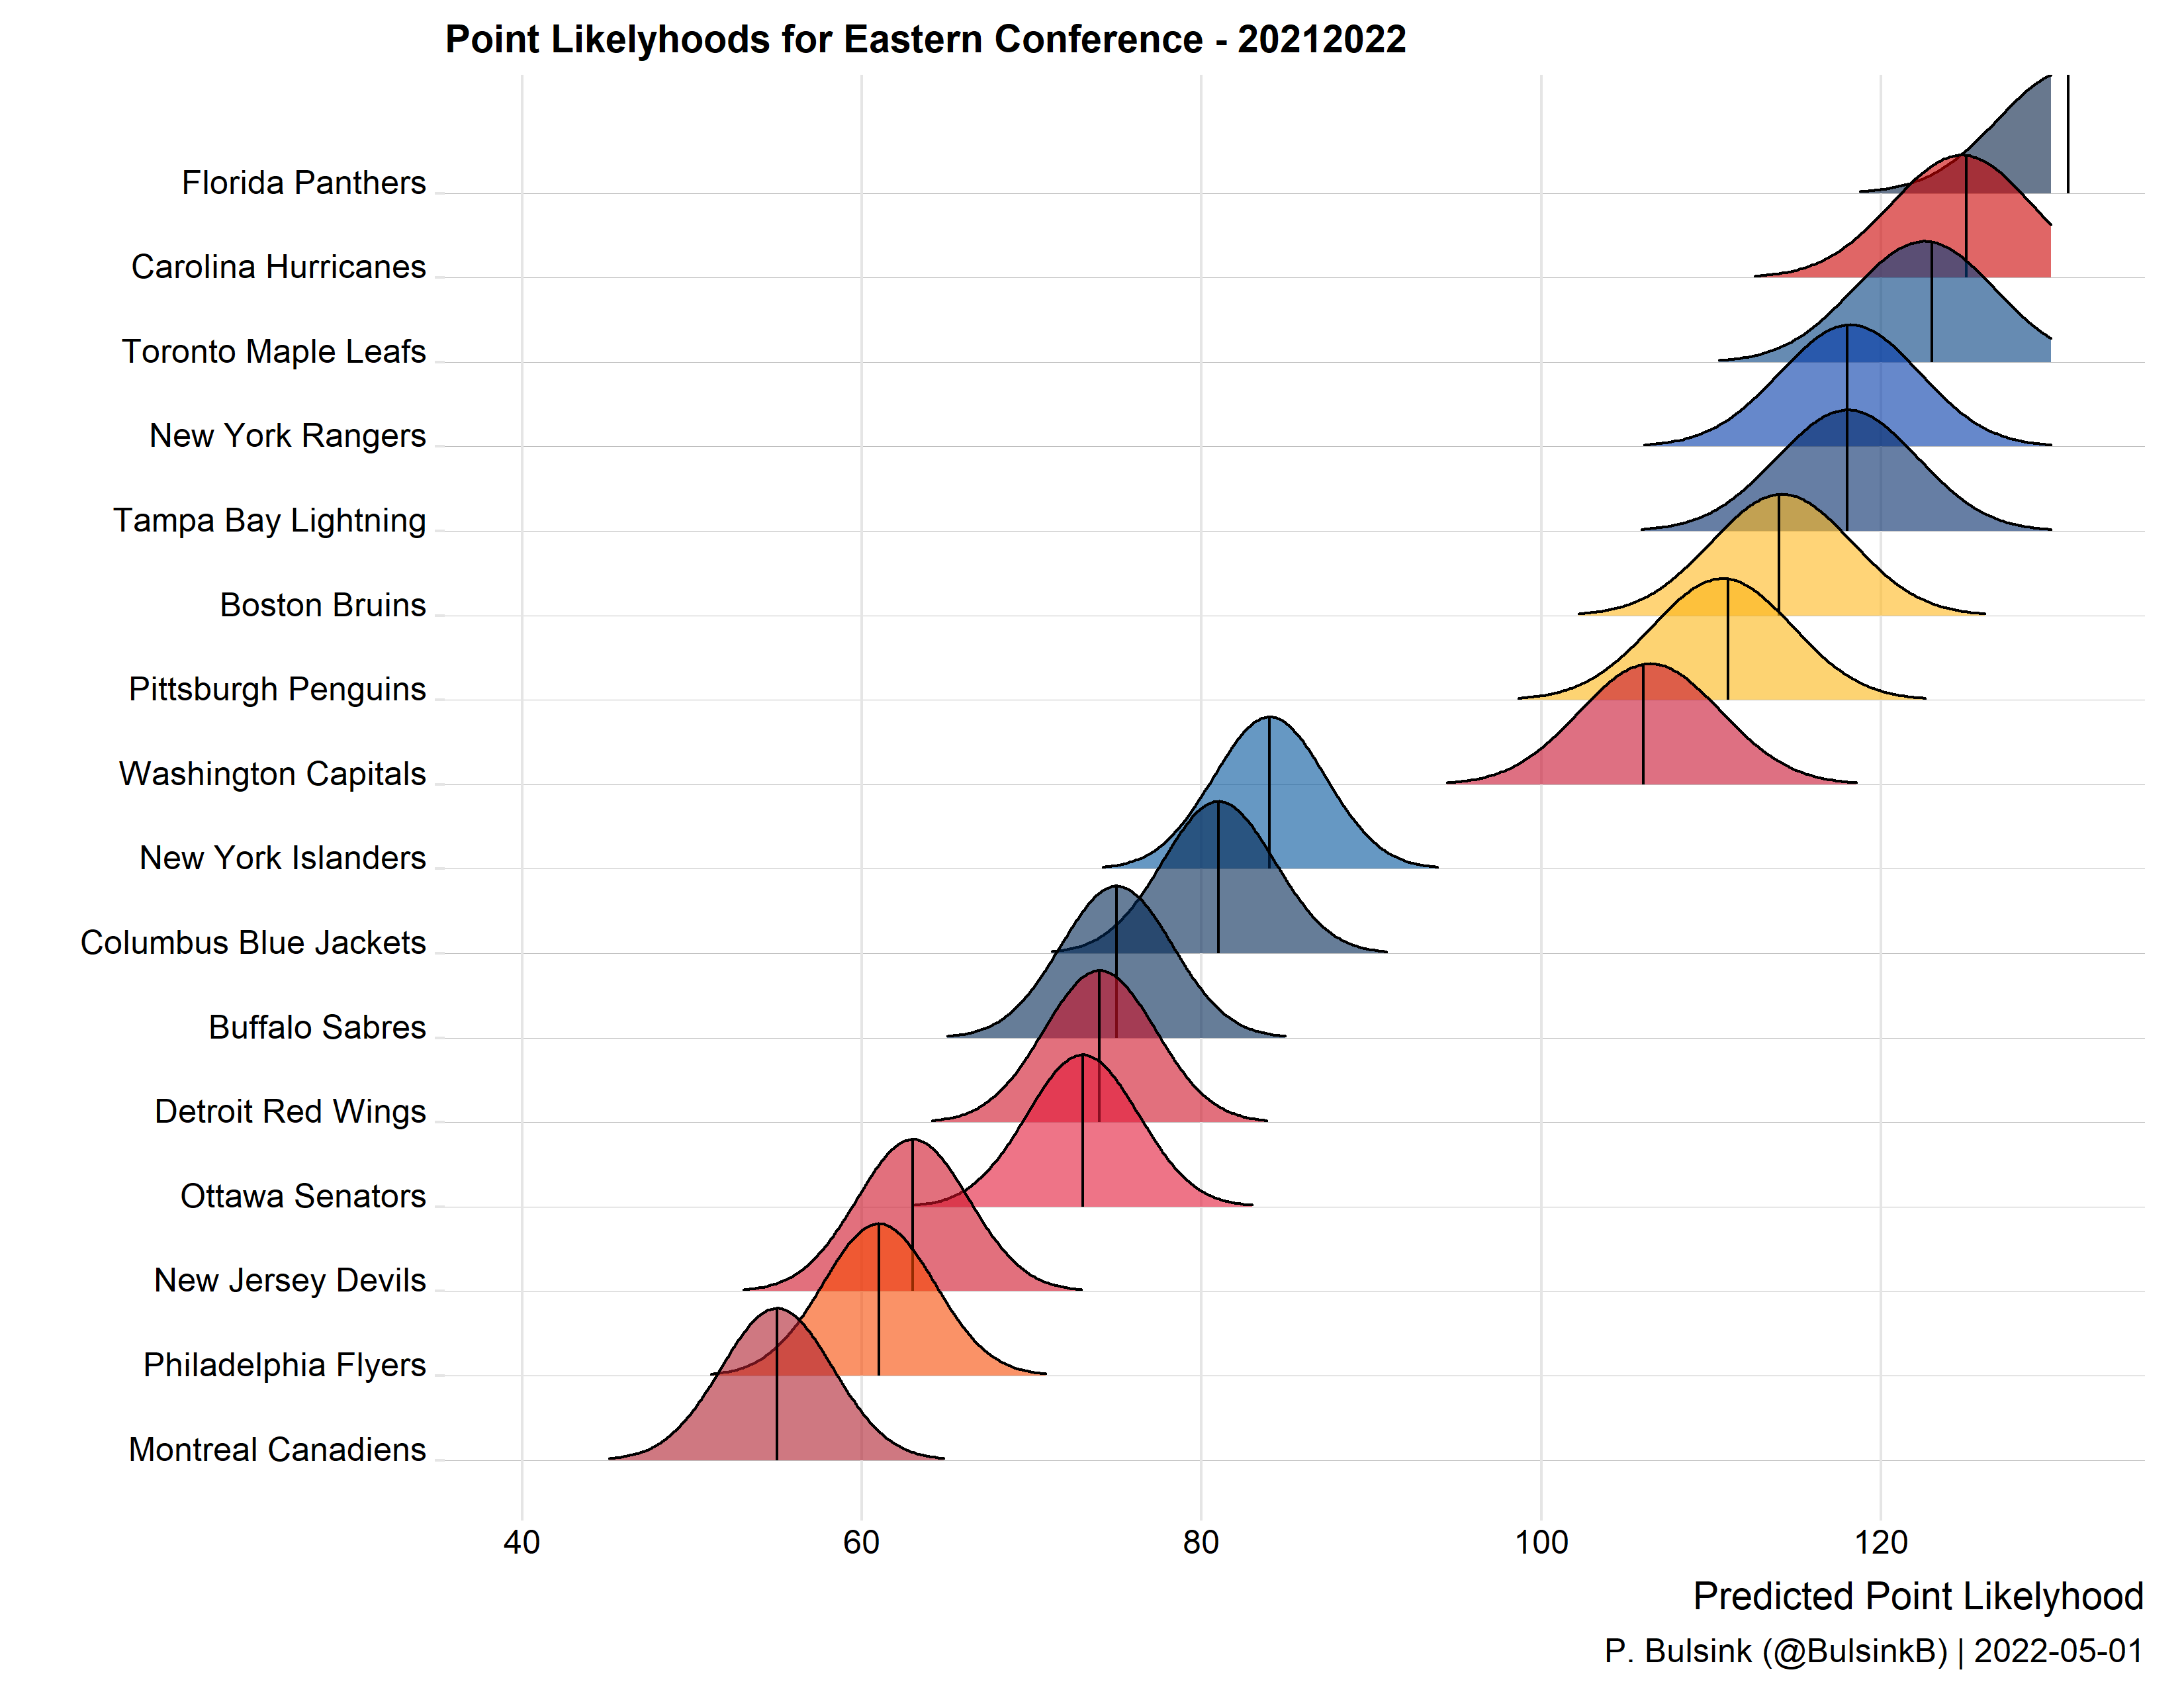 Point Likelyhoods for Eastern Conference - 20212022
Florida Panthers
Carolina Hurricanes
Toronto Maple Leafs
New York Rangers
Tampa Bay Lightning
Boston Bruins
Pittsburgh Penguins
Washington Capitals
New York Islanders
Columbus Blue Jackets
Buffalo Sabres
Detroit Red Wings
Ottawa Senators
New Jersey Devils
Philadelphia Flyers
Montreal Canadiens
40 60 80 100 120
Predicted Point Likelyhood
P. Bulsink (@BulsinkB) | 2022-05-01